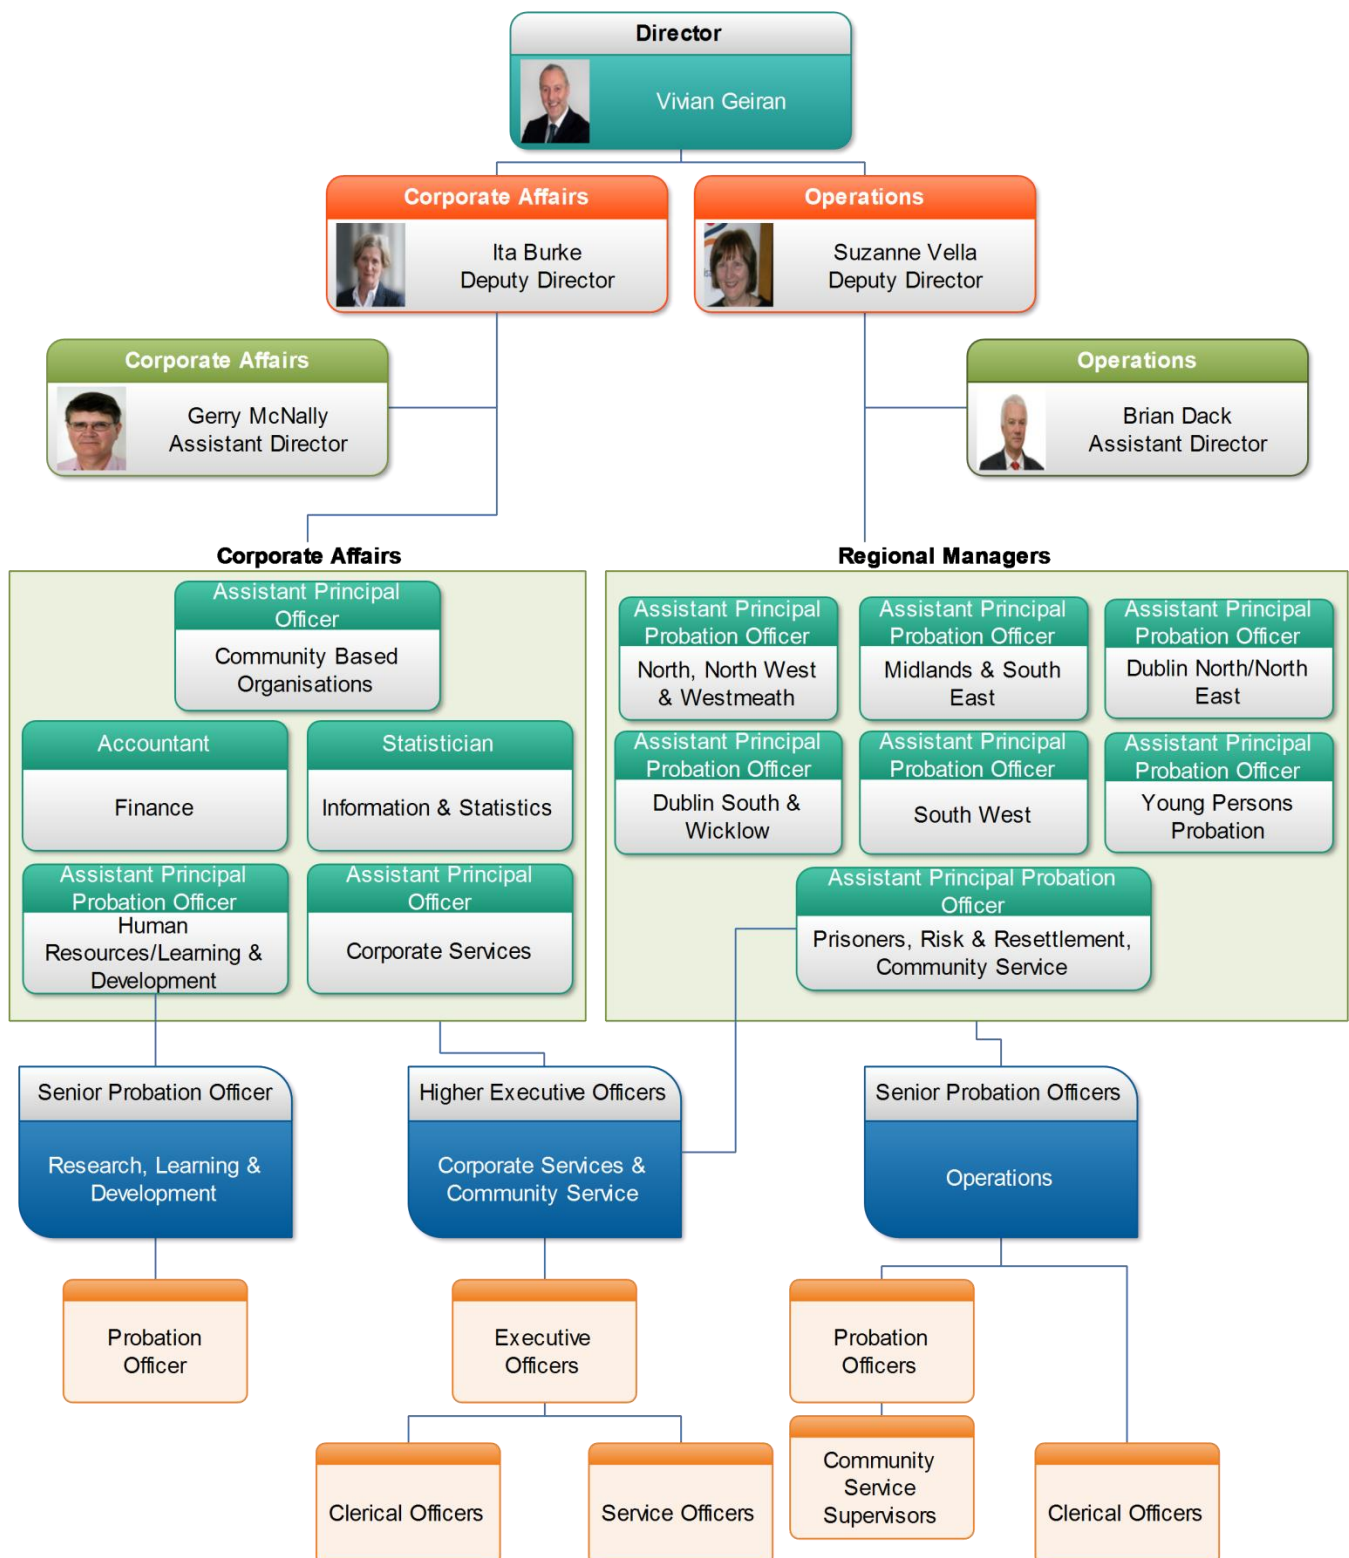 Director
Vivian Geiran
Corporate Affairs
Ita Burke
Deputy Director
Operations
Suzanne Vella
Deputy Director
Corporate Affairs
Gerry McNally
Assistant Director
Operations
Brian Dack
Assistant Director
Corporate Affairs
Assistant Principal
Officer
Community Based
Organisations
Accountant
Finance
Statistician
Information & Statistics
Assistant Principal
Probation Officer
Human
Resources/Learning &
Development
Assistant Principal
Officer
Corporate Services
Regional Managers
Assistant Principal
Probation Officer
North, North West
& Westmeath
Assistant Principal
Probation Officer
Midlands & South
East
Assistant Principal
Probation Officer
Dublin North/North
East
Assistant Principal
Probation Officer
Dublin South &
Wicklow
Assistant Principal
Probation Officer
South West
Assistant Principal
Probation Officer
Young Persons
Probation
Assistant Principal Probation
Officer
Prisoners, Risk & Resettlement,
Community Service
Senior Probation Officer
Research, Learning &
Development
Higher Executive Officers
Corporate Services &
Community Service
Senior Probation Officers
Operations
Probation
Officer
Executive
Officers
Probation
Officers
Clerical Officers
Service Officers
Community
Service
Supervisors
Clerical Officers